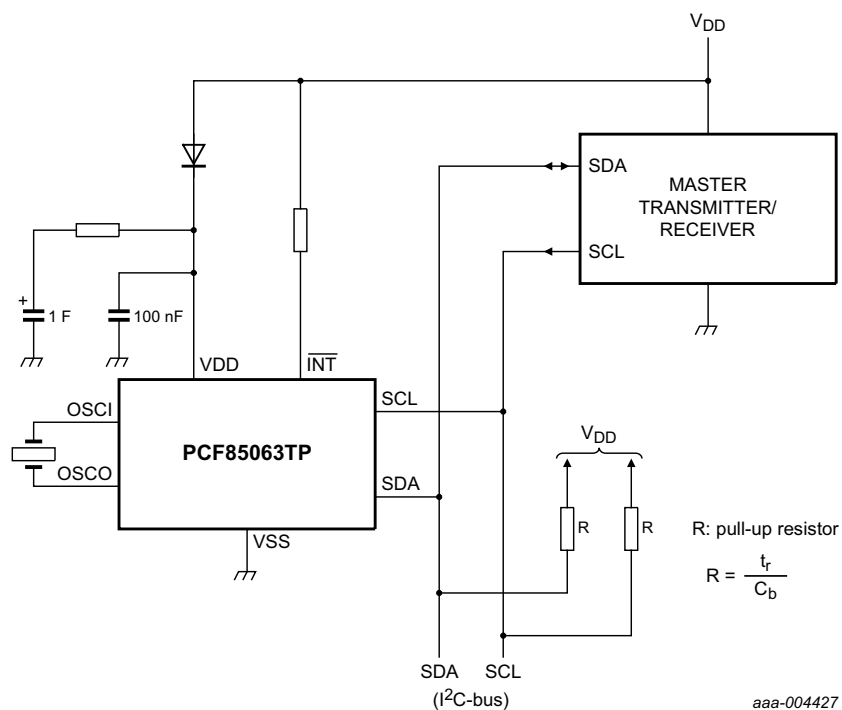 VDD
SDA
MASTER
TRANSMITTER/
RECEIVER
SCL
+
1 F
100 nF
VDD
INT
OSCI
SCL
PCF85063TP
VDD
OSCO
SDA
R
R
R: pull-up resistor
VSS
R = tr / Cb
SDA
SCL
(I2C-bus)
aaa-004427